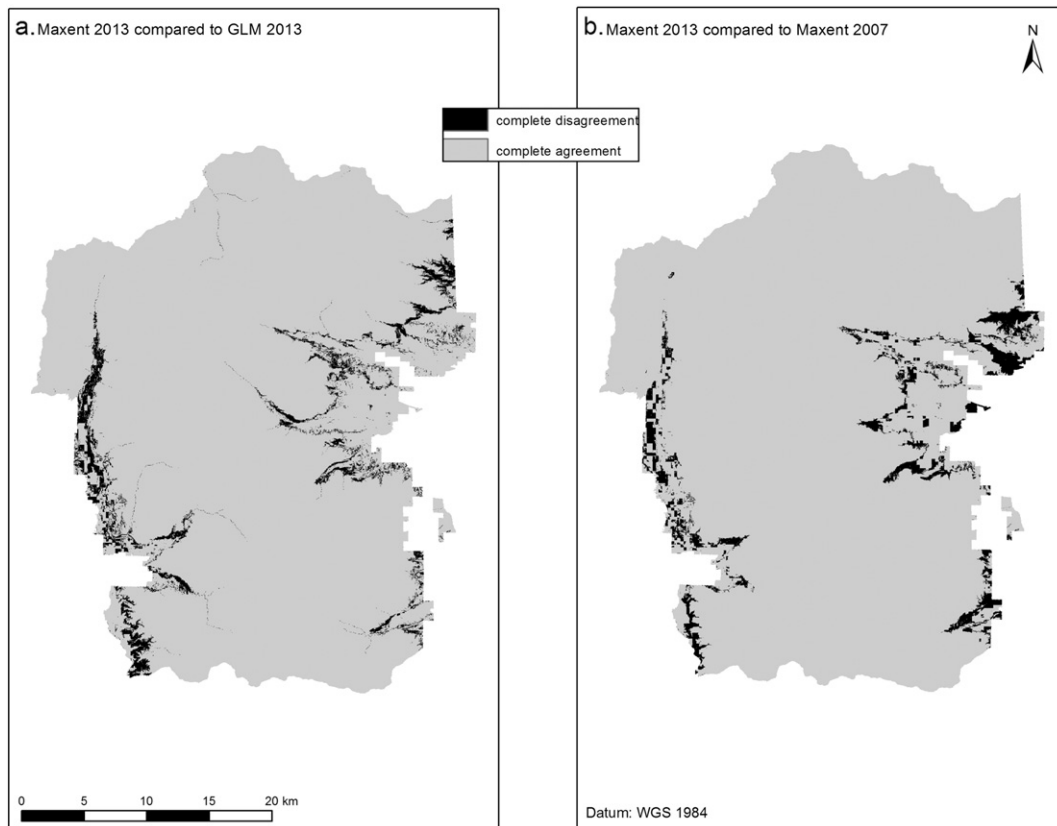 a. Maxent 2013 compared to GLM 2013
b. Maxent 2013 compared to Maxent 2007
N
complete disagreement
complete agreement
0 5 10 15 20 km
Datum: WGS 1984